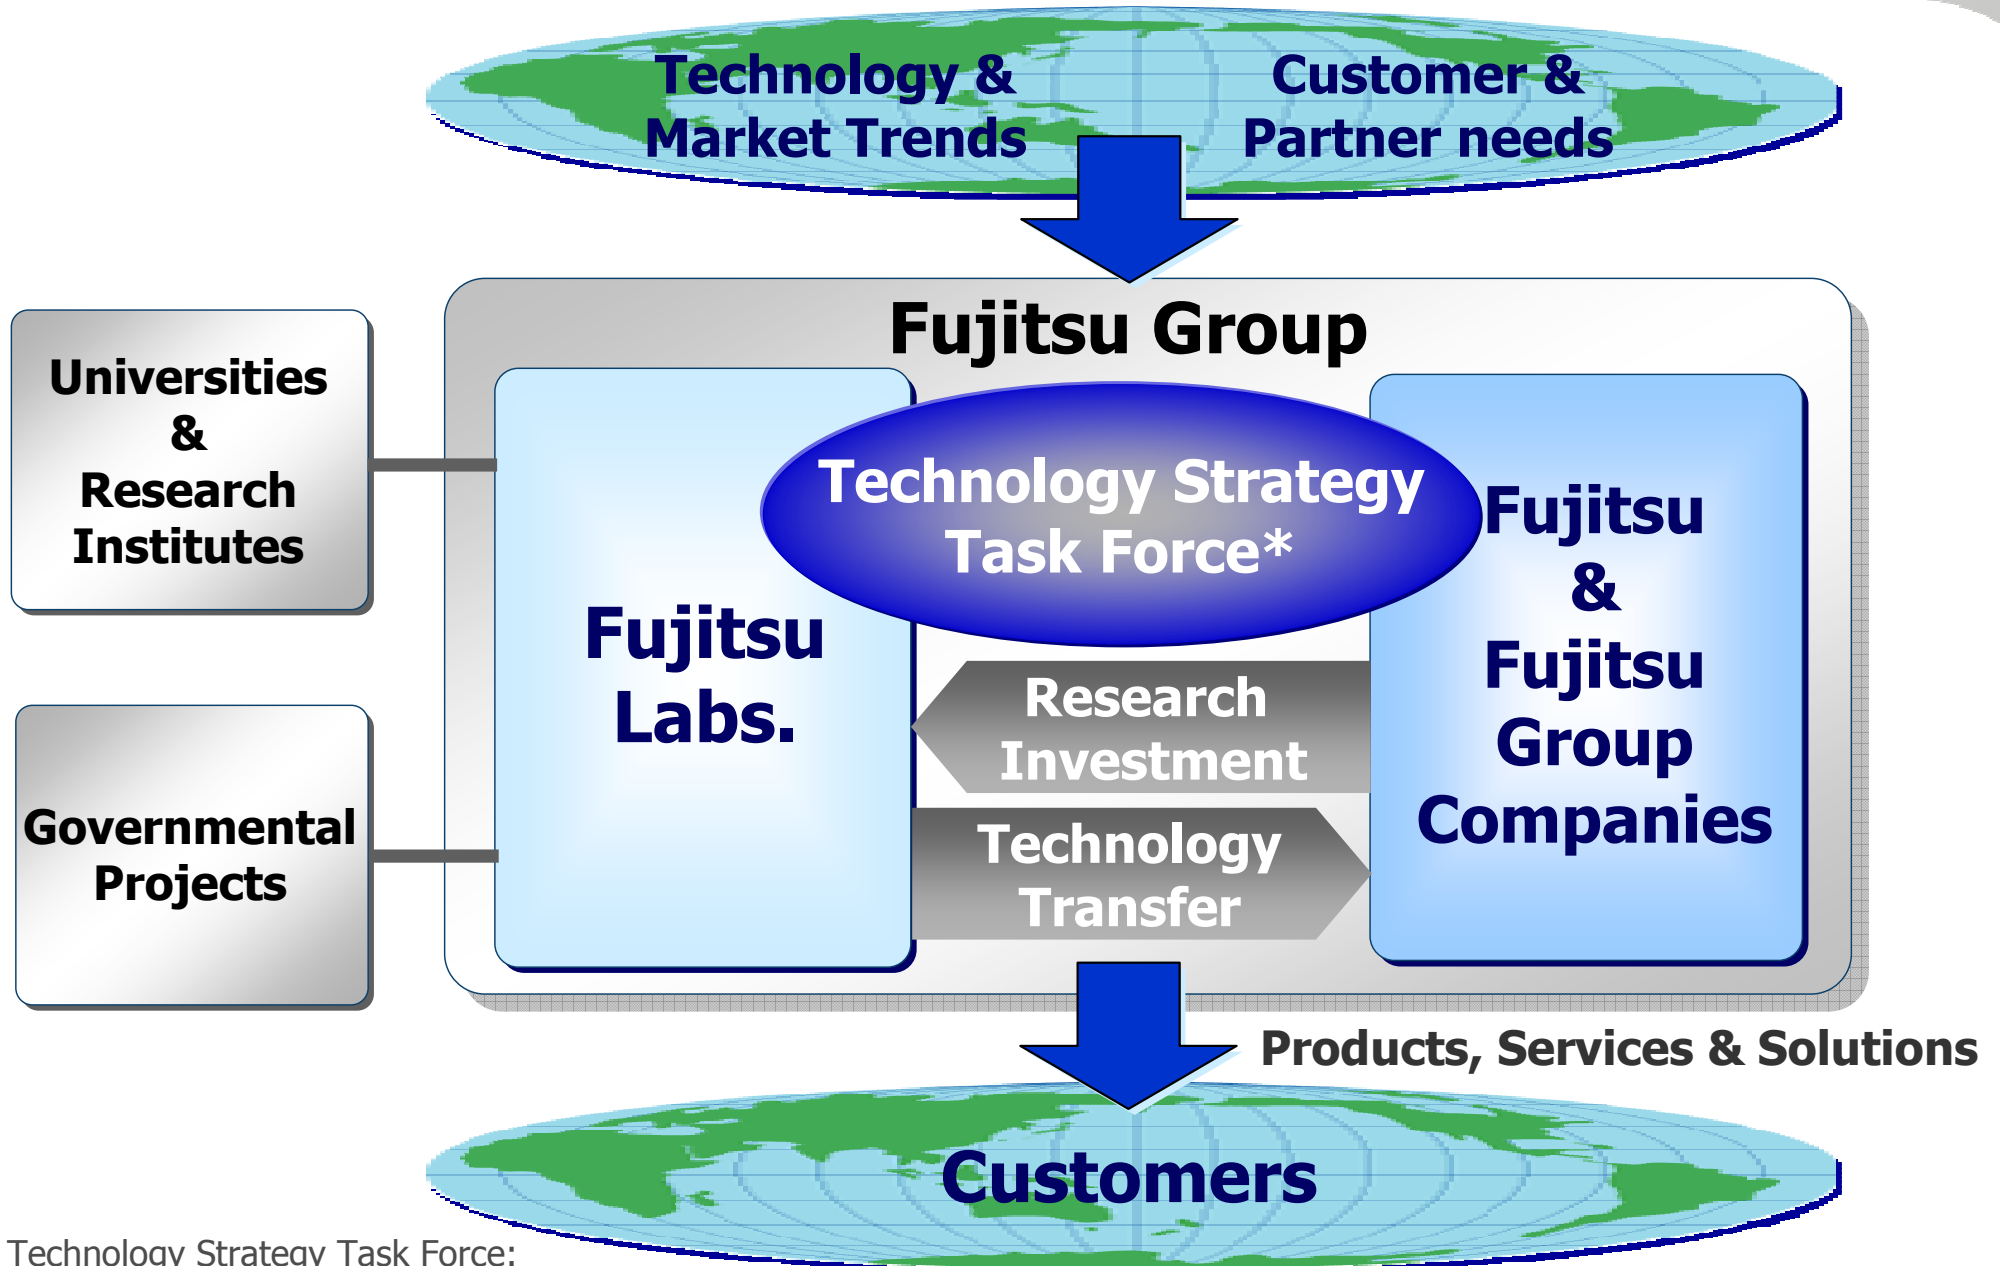 Technology &
Market Trends
Customer &
Partner needs
Fujitsu Group
Universities
&
Research
Institutes
Governmental
Projects
Fujitsu
Labs.
Technology Strategy
Task Force*
Research
Investment
Technology
Transfer
Fujitsu
&
Fujitsu
Group
Companies
Products, Services & Solutions
Customers
Technology Strategy Task Force: